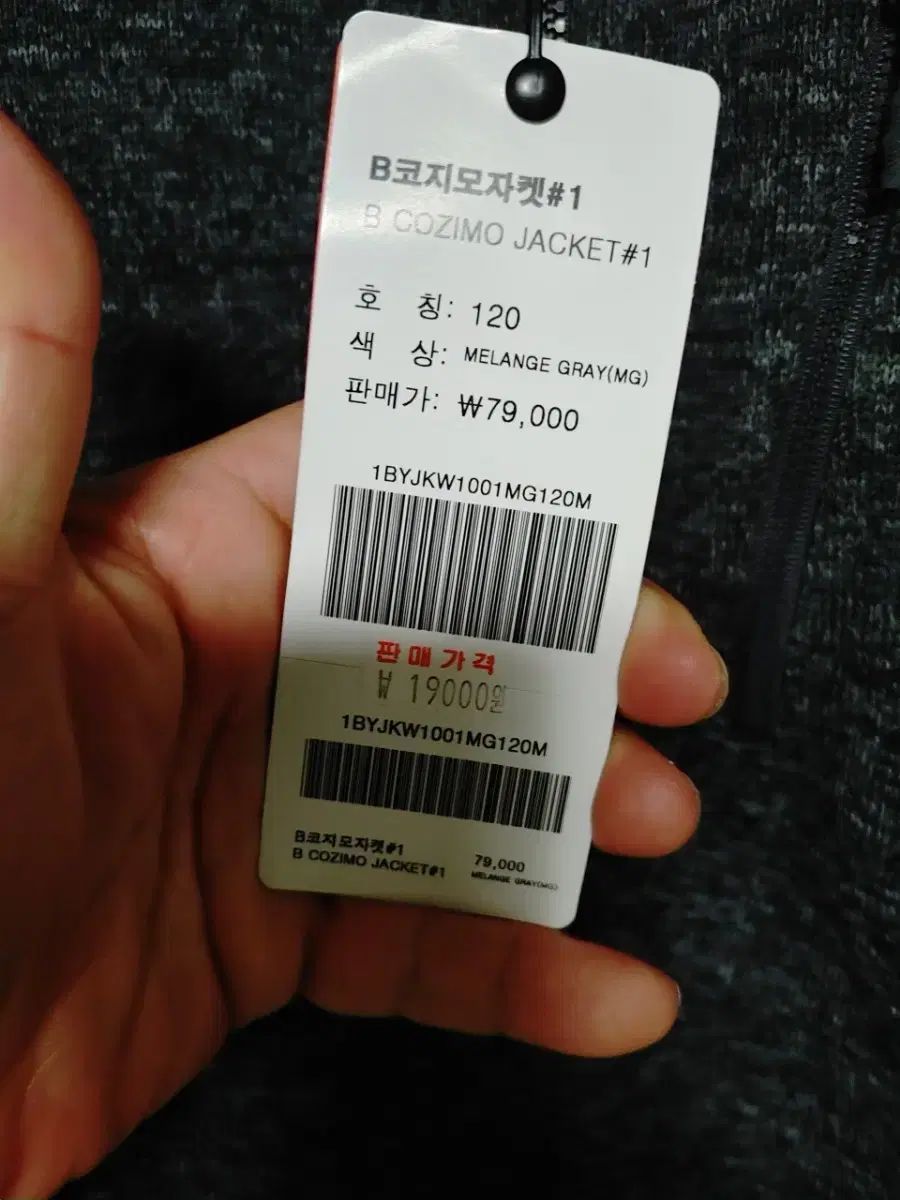 B코지모자켓#1
B COZIMO JACKET#1
호 칭: 120
색 상: MELANGE GRAY(MG)
판매가: ₩79,000
1BYJKW1001MG120M
판매가격
₩ 19000원
1BYJKW1001MG120M
B코지모자켓#1
B COZIMO JACKET#1
79,000
MELANGE GRAY(MG)